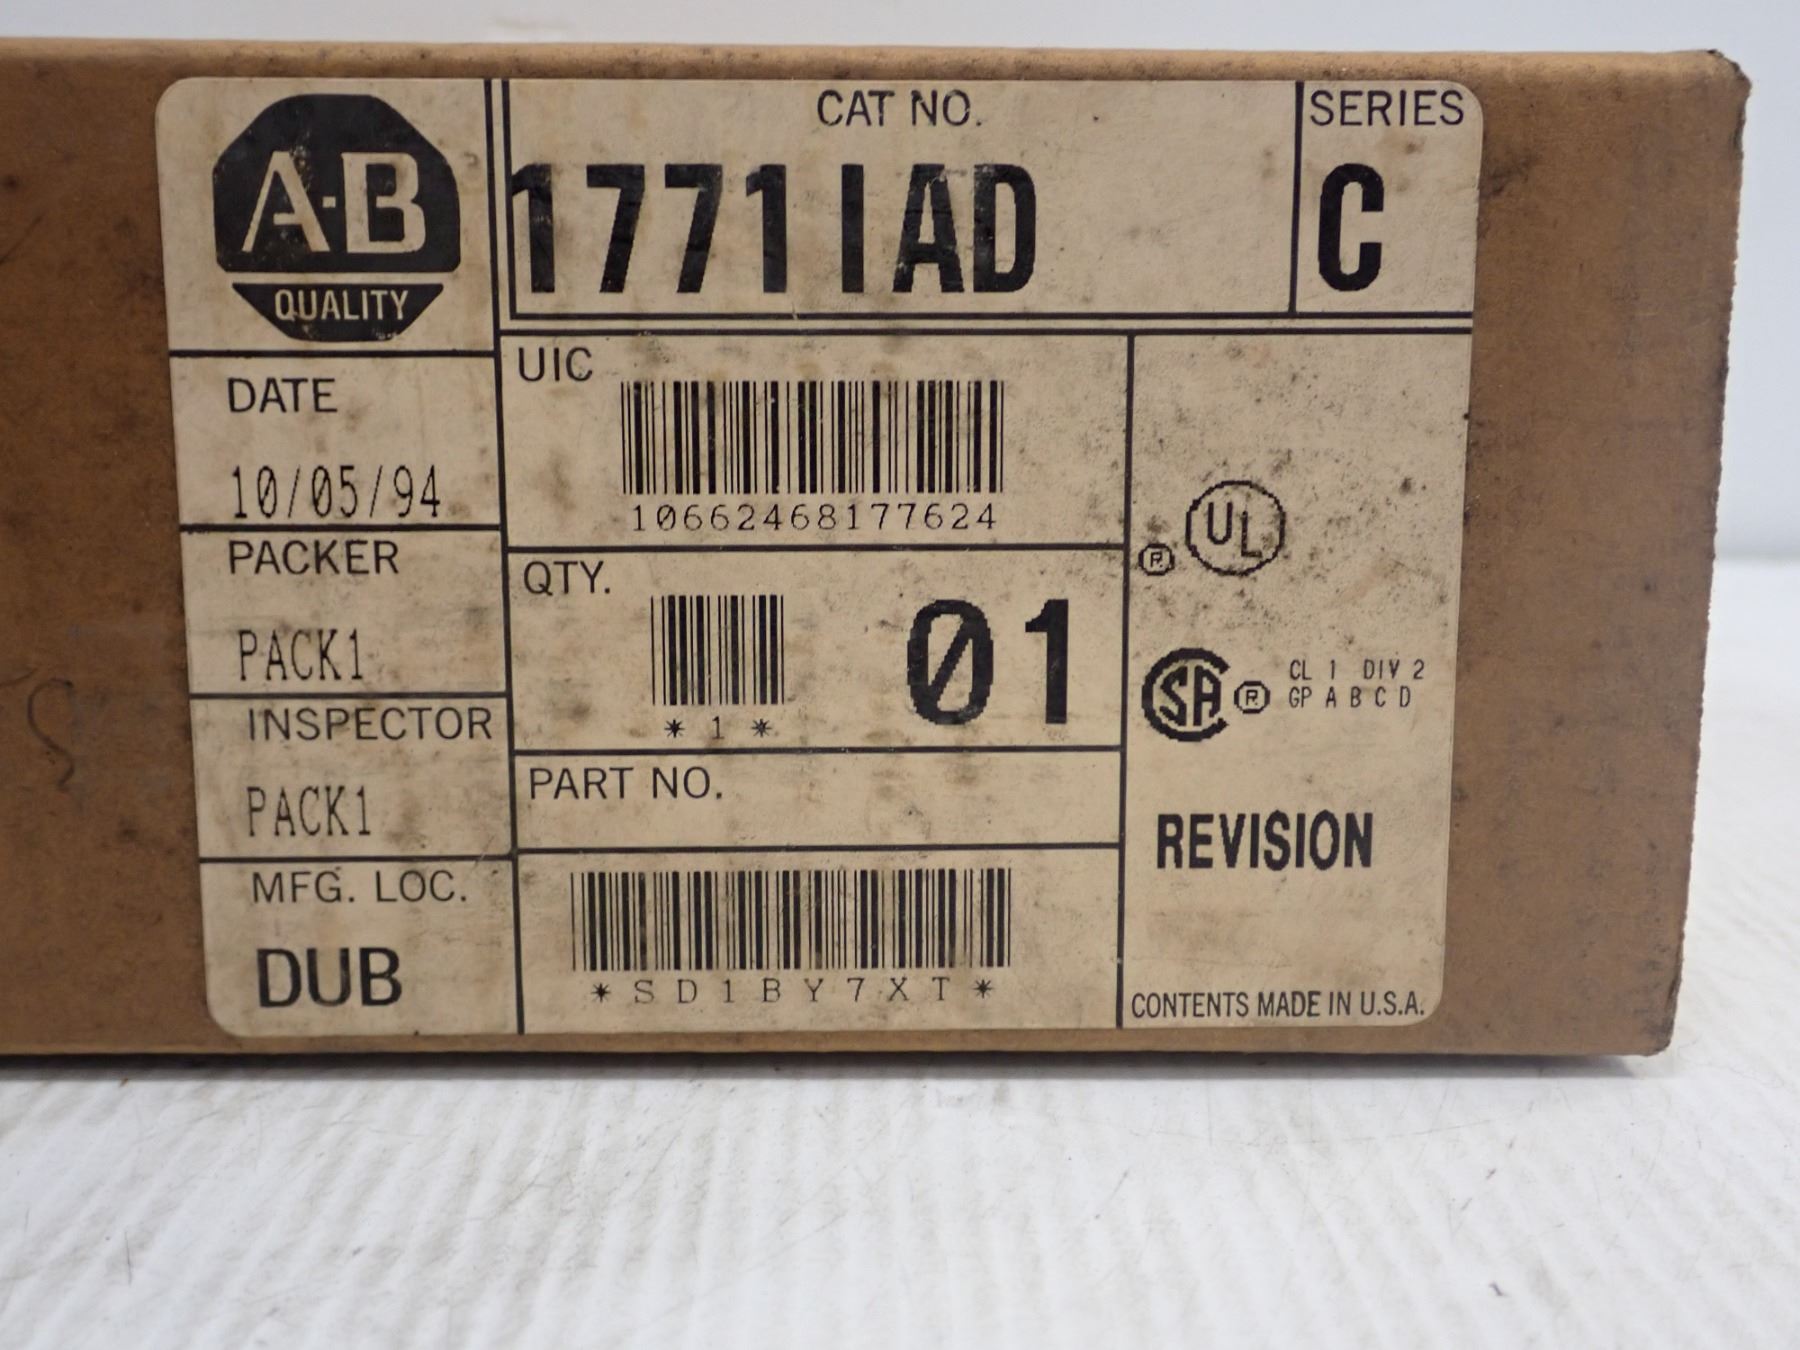 A-B
QUALITY
CAT NO.
1771IAD
SERIES
C
DATE
10/05/94
PACKER
PACK1
INSPECTOR
PACK1
MFG. LOC.
DUB
UIC
10662468177624
QTY.
*1*
01
PART NO.
*SD1BY7XT*
UL
®
SA ®
CL 1 DIV 2
GP A B C D
REVISION
CONTENTS MADE IN U.S.A.